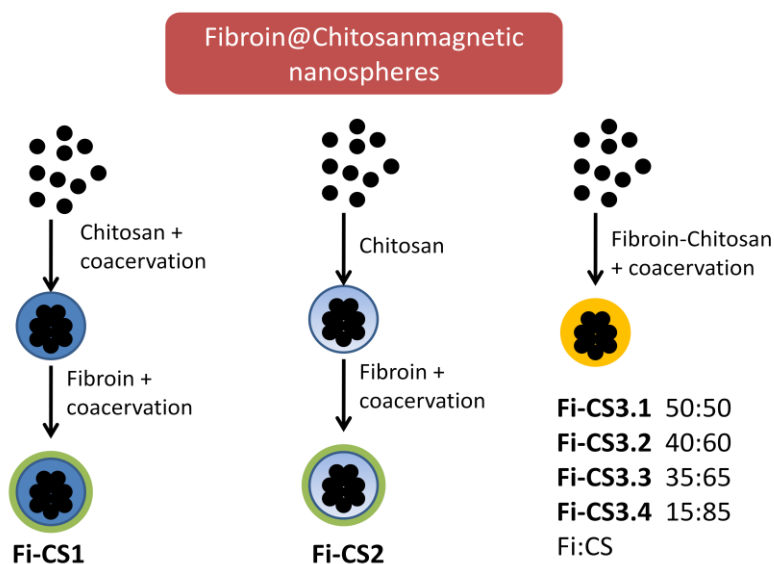 Fibroin@Chitosanmagnetic
nanospheres
Chitosan +
coacervation
Fibroin +
coacervation
Fi-CS1
Chitosan
Fibroin +
coacervation
Fi-CS2
Fibroin-Chitosan
+ coacervation
Fi-CS3.1 50:50
Fi-CS3.2 40:60
Fi-CS3.3 35:65
Fi-CS3.4 15:85
Fi:CS